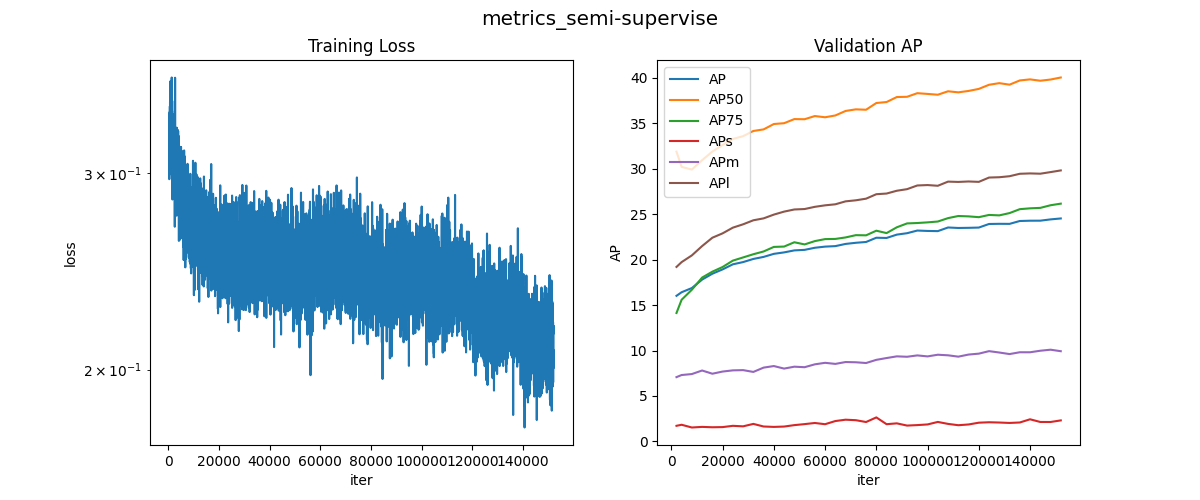 metrics_semi-supervise
Training Loss
3 × 10⁻¹
2 × 10⁻¹
loss
0 20000 40000 60000 80000 100000 120000 140000
iter
Validation AP
AP
AP50
AP75
APs
APm
APl
40
35
30
25
20
15
10
5
0
AP
0 20000 40000 60000 80000 100000 120000 140000
iter